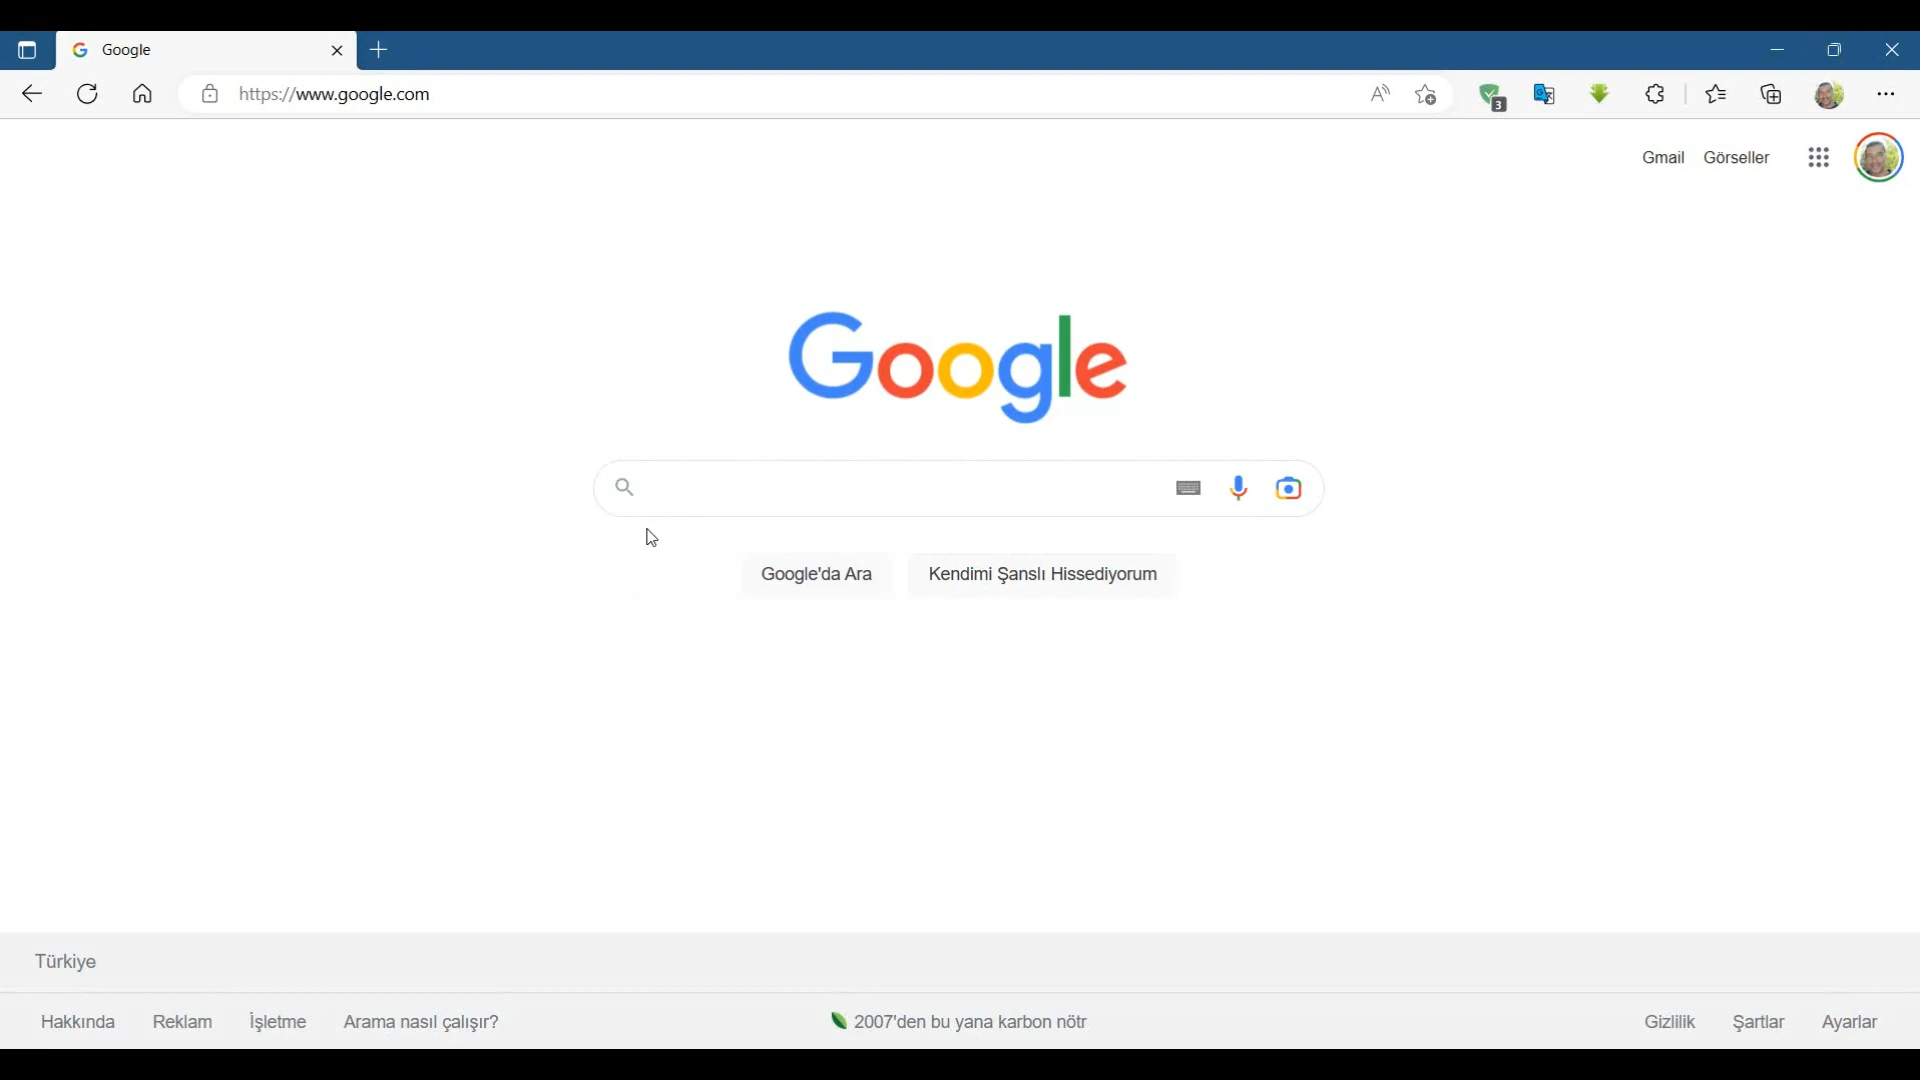 Google
https://www.google.com
3
Gmail Görseller
Google
Google'da Ara Kendimi Şanslı Hissediyorum
Türkiye
Hakkında Reklam İşletme Arama nasıl çalışır? 2007'den bu yana karbon nötr Gizlilik Şartlar Ayarlar